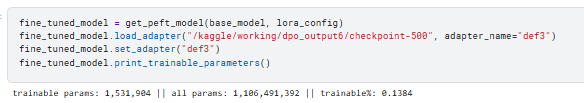 fine_tuned_model = get_peft_model(base_model, lora_config)
fine_tuned_model.load_adapter("/kaggle/working/dpo_output6/checkpoint-500", adapter_name="def3")
fine_tuned_model.set_adapter("def3")
fine_tuned_model.print_trainable_parameters()
trainable params: 1,531,904 || all params: 1,106,491,392 || trainable%: 0.1384